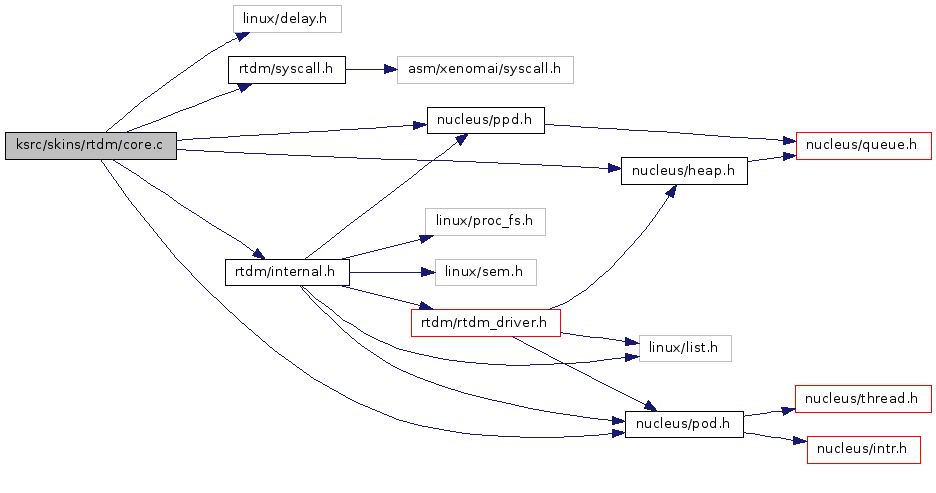 linux/delay.h
rtdm/syscall.h
asm/xenomai/syscall.h
nucleus/ppd.h
ksrc/skins/rtdm/core.c
nucleus/queue.h
nucleus/heap.h
linux/proc_fs.h
rtdm/internal.h
linux/sem.h
rtdm/rtdm_driver.h
linux/list.h
nucleus/thread.h
nucleus/pod.h
nucleus/intr.h